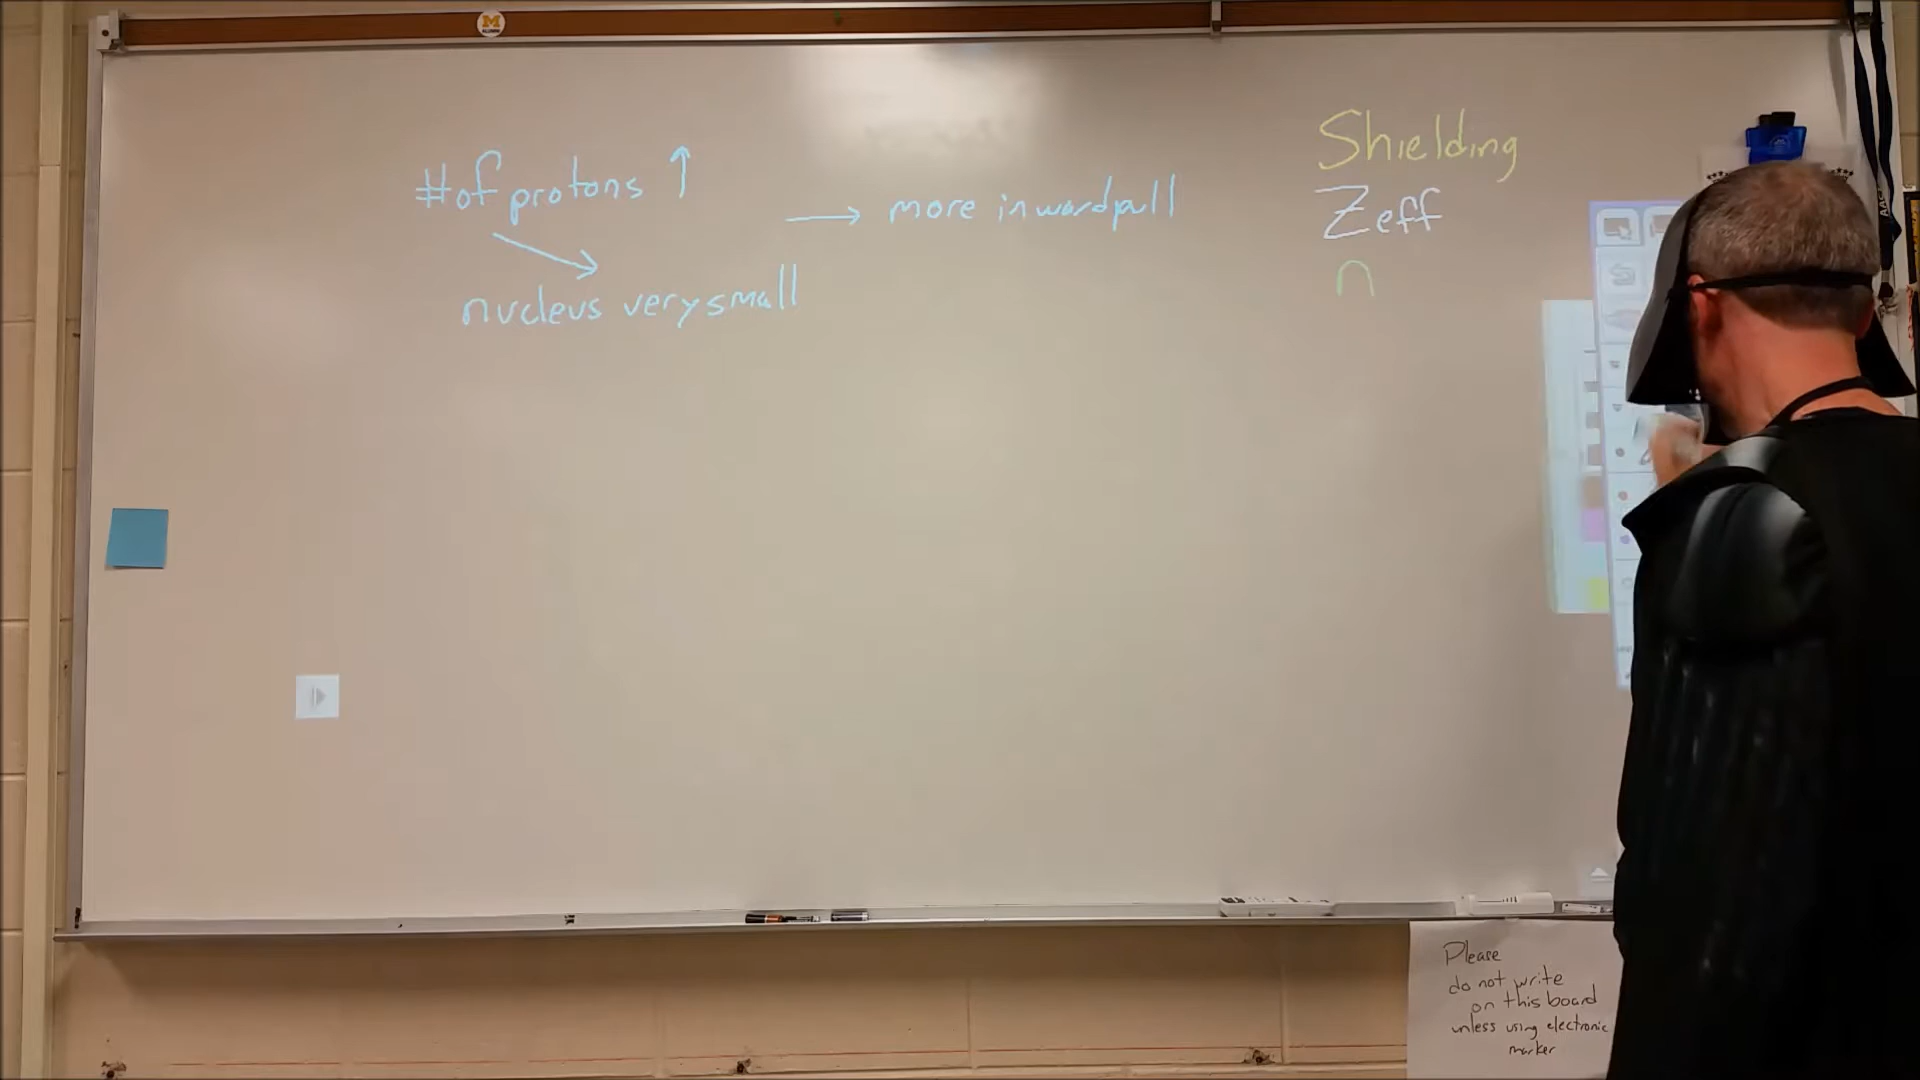 M
# of protons ↑
→ more inward pull
nucleus very small
Shielding
Zeff
n
Please
do not write
on this board
unless using electronic
marker